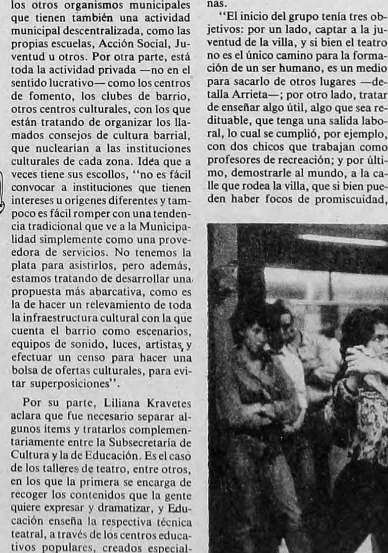 los otros organismos municipales
que tienen también una actividad
municipal descentralizada, como las
propias escuelas, Acción Social, Ju-
ventud u otros. Por otra parte, está
toda la actividad privada —no en el
sentido lucrativo— como los centros
de fomento, los clubes de barrio,
otros centros culturales, con los que
están tratando de organizar los lla-
mados consejos de cultura barrial,
que nuclearían a las instituciones
culturales de cada zona. Idea que a
veces tiene sus escollos, "no es fácil
convocar a instituciones que tienen
intereses u origenes diferentes y tam-
poco es fácil romper con una tenden-
cia tradicional que ve a la Municipa-
lidad simplemente como una prove-
edora de servicios. No tenemos la
plata para asistirlos, pero además,
estamos tratando de desarrollar una
propuesta más abarcativa, como es
la de hacer un relevamiento de toda
la infraestructura cultural con la que
cuenta el barrio como escenarios,
equipos de sonido, luces, artistas, y
efectuar un censo para hacer una
bolsa de ofertas culturales, para evi-
tar superposiciones".
Por su parte, Liliana Kravetes
aclara que fue necesario separar al-
gunos ítems y tratarlos complemen-
tariamente entre la Subsecretaría de
Cultura y la de Educación. Es el caso
de los talleres de teatro, entre otros,
en los que la primera se encarga de
recoger los contenidos que la gente
quiere expresar y dramatizar, y Edu-
cación enseña la respectiva técnica
teatral, a través de los centros educa-
tivos populares, creados especial-
nas.
"El inicio del grupo tenía tres ob-
jetivos: por un lado, captar a la ju-
ventud de la villa, y si bien el teatro
no es el único camino para la forma-
ción de un ser humano, es un medio
para sacarlo de otros lugares —de-
talla Arrieta—; por otro lado, tratar
de enseñar algo útil, algo que sea re-
dituable, que tenga una salida labo-
ral, lo cual se cumplió, por ejemplo,
con dos chicos que trabajan como
profesores de recreación; y por últi-
mo, demostrarle al mundo, a la ca-
lle que rodea la villa, que si bien pue-
den haber focos de promiscuidad,